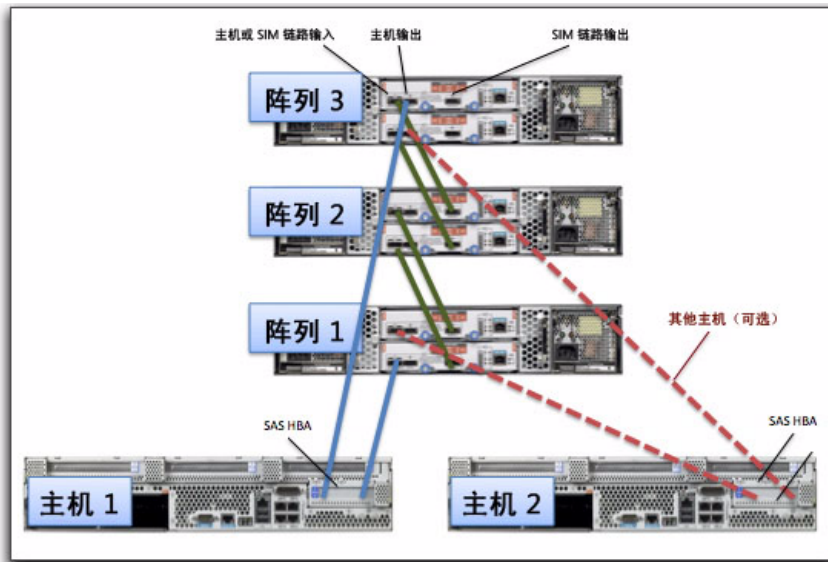 主机或 SIM 链路输入
主机输出
SIM 链路输出
阵列 3
阵列 2
阵列 1
其他主机（可选）
SAS HBA
SAS HBA
主机 1
主机 2